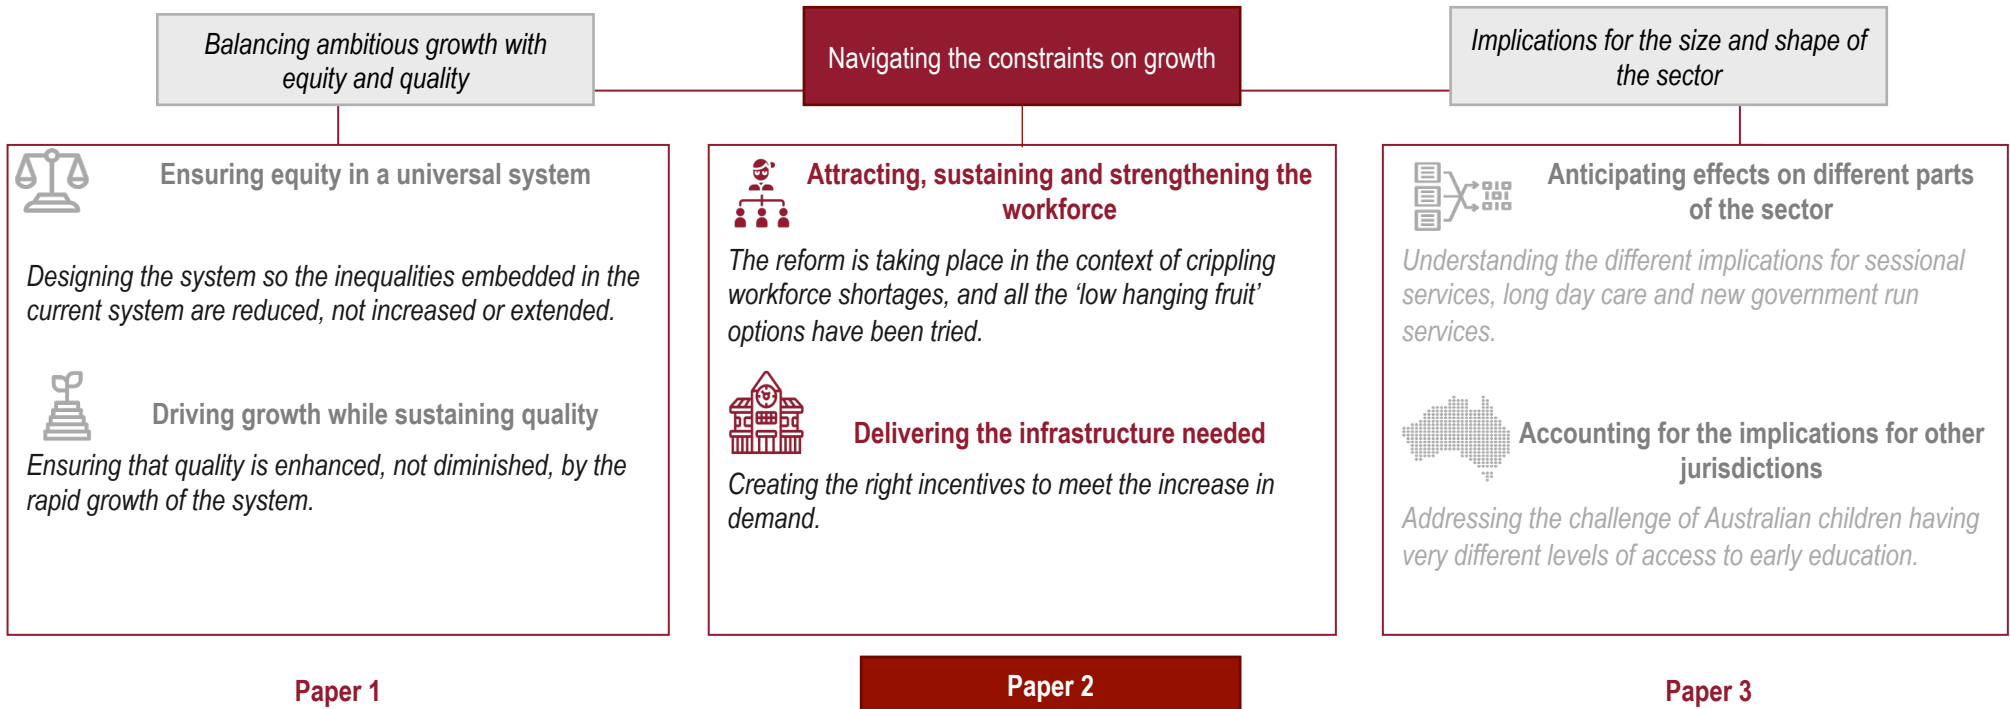 Balancing ambitious growth with
equity and quality
Navigating the constraints on growth
Implications for the size and shape of
the sector
Ensuring equity in a universal system
Designing the system so the inequalities embedded in the
current system are reduced, not increased or extended.
Driving growth while sustaining quality
Ensuring that quality is enhanced, not diminished, by the
rapid growth of the system.
Attracting, sustaining and strengthening the
workforce
The reform is taking place in the context of crippling
workforce shortages, and all the ‘low hanging fruit’
options have been tried.
Delivering the infrastructure needed
Creating the right incentives to meet the increase in
demand.
Anticipating effects on different parts
of the sector
Understanding the different implications for sessional
services, long day care and new government run
services.
Accounting for the implications for other
jurisdictions
Addressing the challenge of Australian children having
very different levels of access to early education.
Paper 1
Paper 2
Paper 3